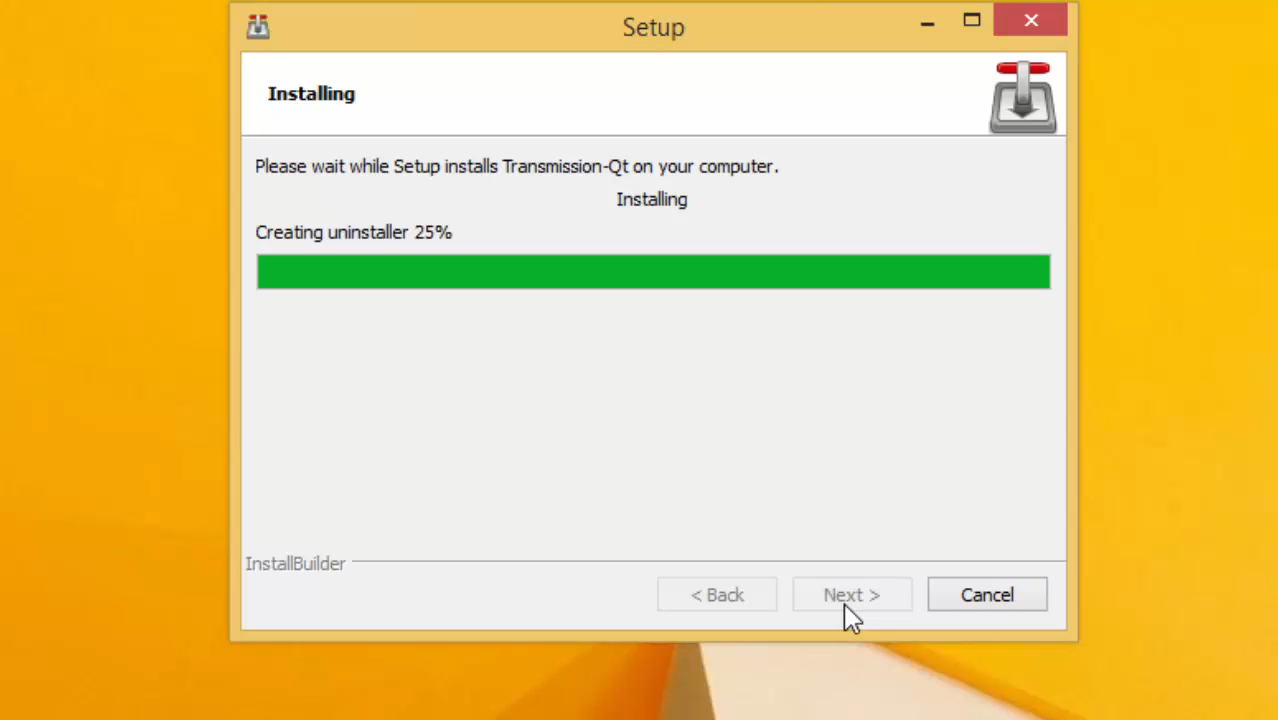 Setup
Installing
Please wait while Setup installs Transmission-Qt on your computer.
Installing
Creating uninstaller 25%
InstallBuilder
< Back
Next >
Cancel